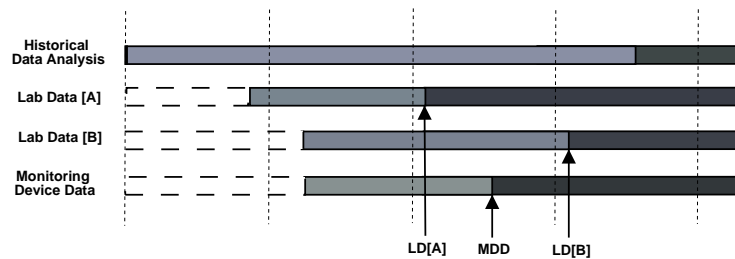 Historical
Data Analysis
Lab Data [A]
Lab Data [B]
Monitoring
Device Data
LD[A]
MDD
LD[B]